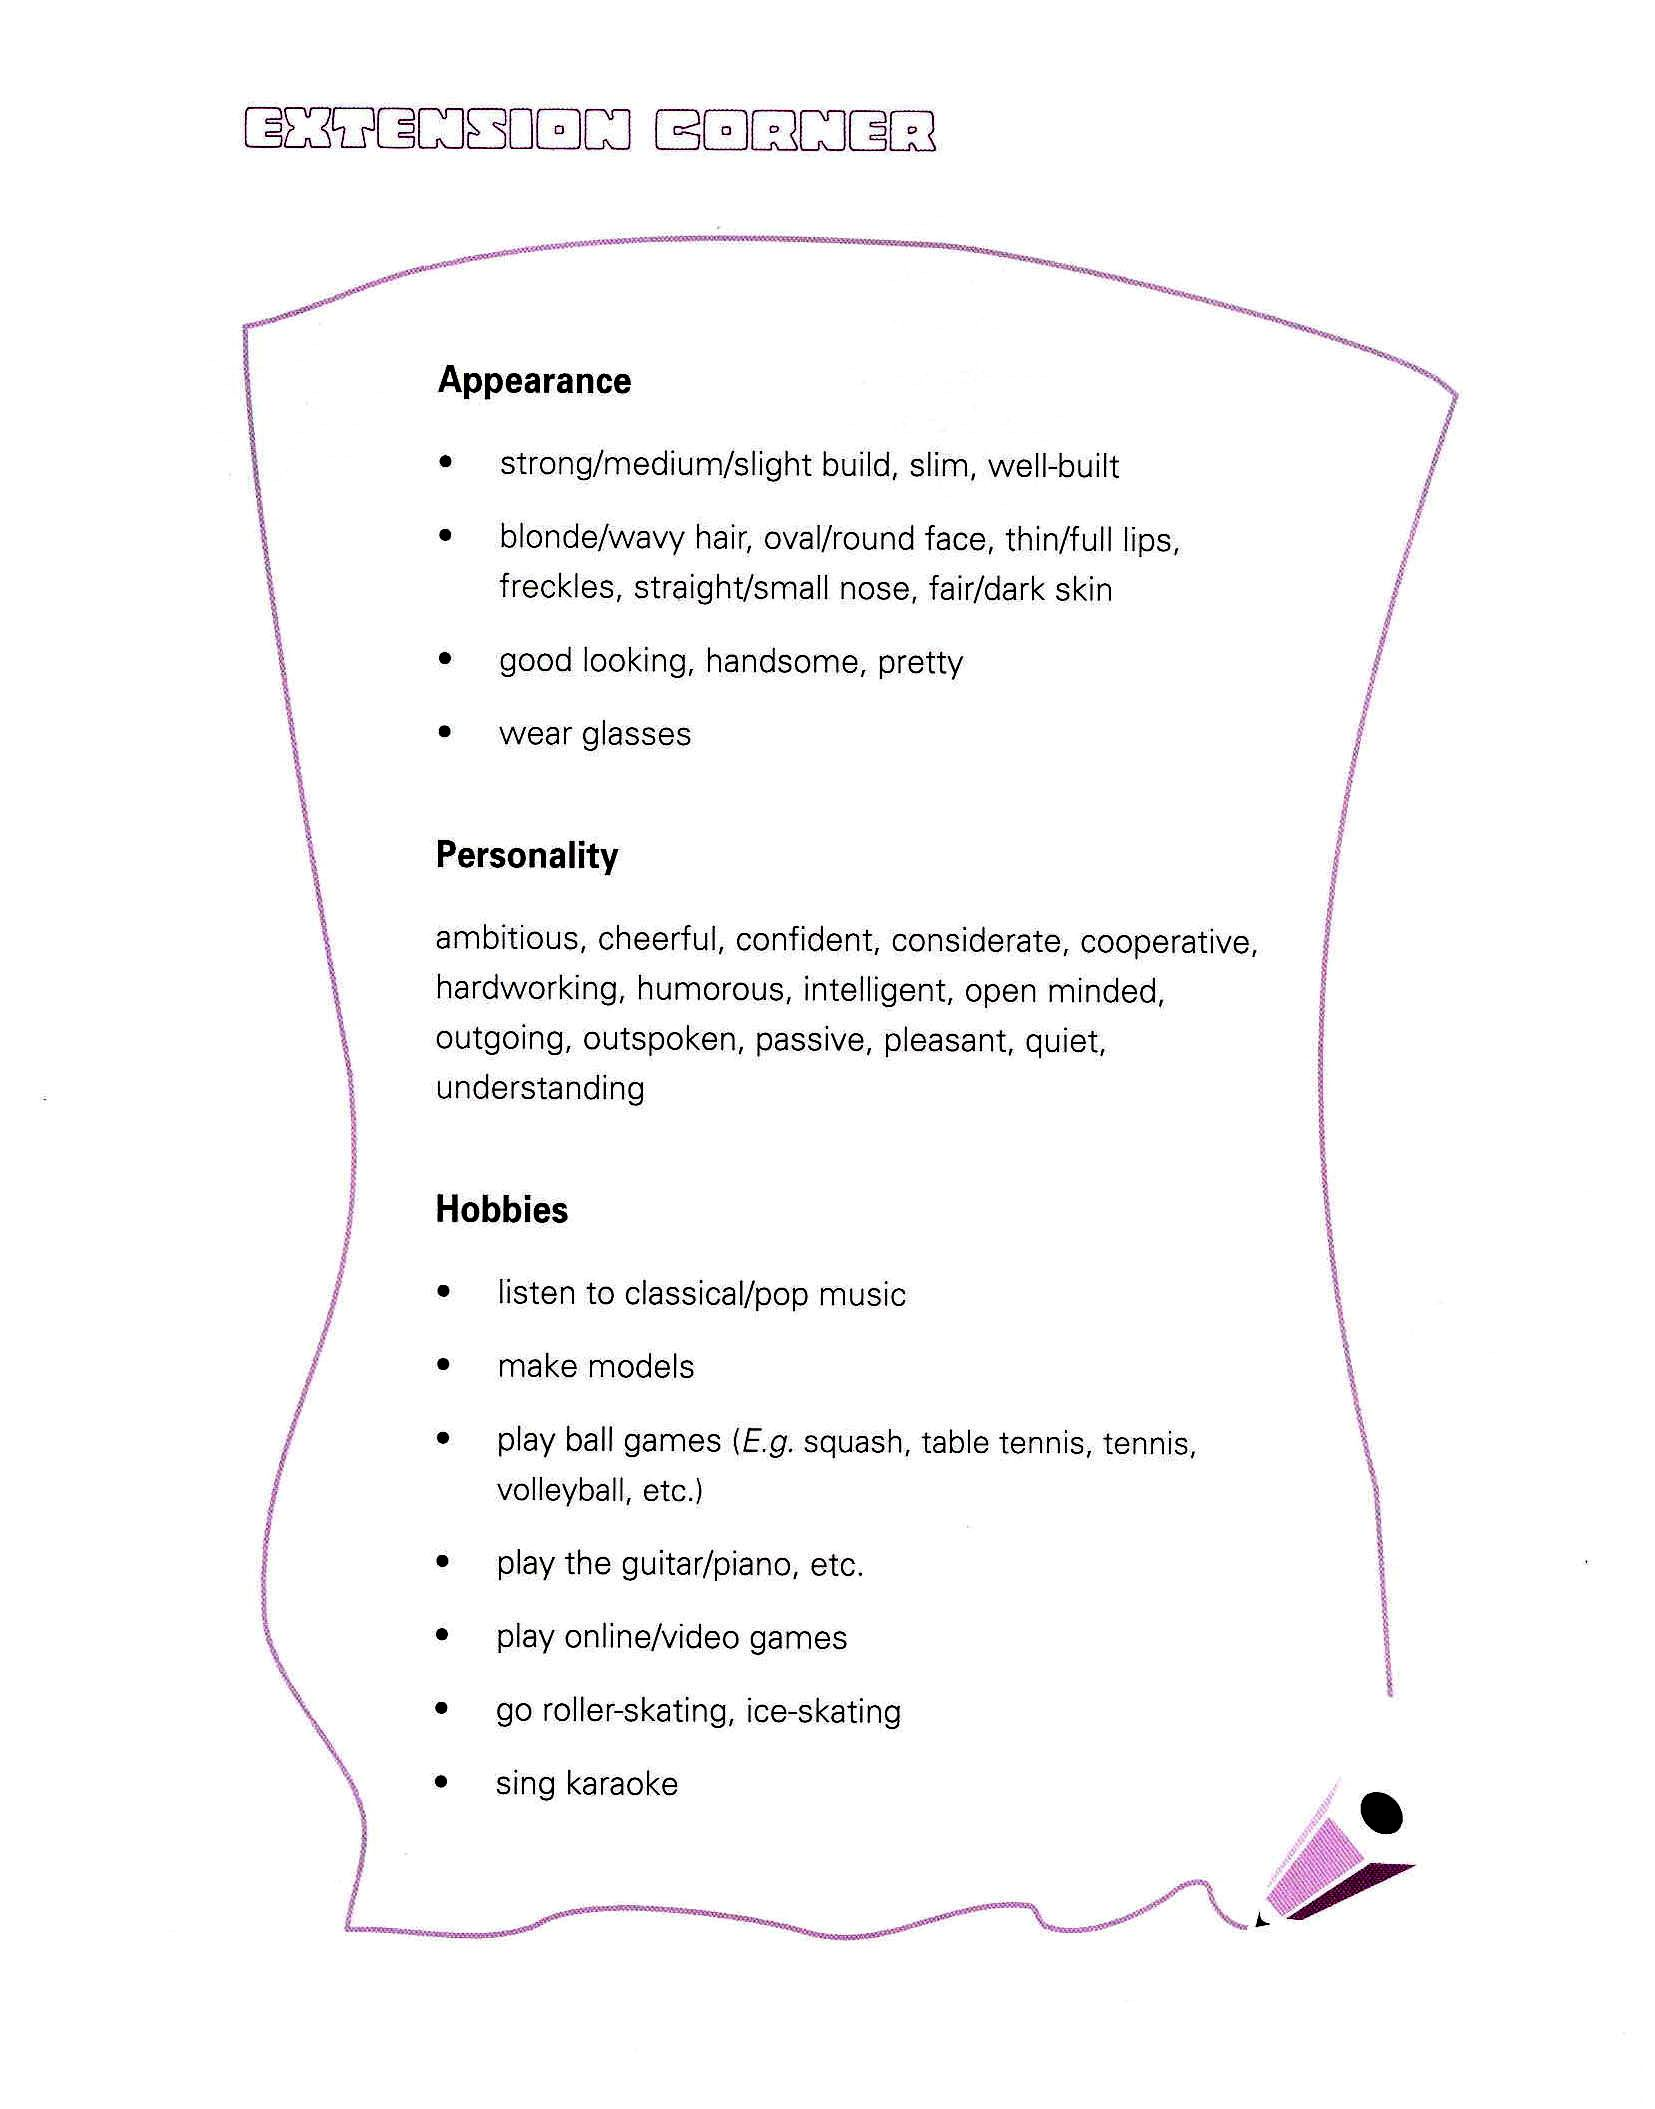 EXTENSION CORNER
Appearance
• strong/medium/slight build, slim, well-built
• blonde/wavy hair, oval/round face, thin/full lips,
freckles, straight/small nose, fair/dark skin
• good looking, handsome, pretty
• wear glasses
Personality
ambitious, cheerful, confident, considerate, cooperative,
hardworking, humorous, intelligent, open minded,
outgoing, outspoken, passive, pleasant, quiet,
understanding
Hobbies
• listen to classical/pop music
• make models
• play ball games (E.g. squash, table tennis, tennis,
volleyball, etc.)
• play the guitar/piano, etc.
• play online/video games
• go roller-skating, ice-skating
• sing karaoke